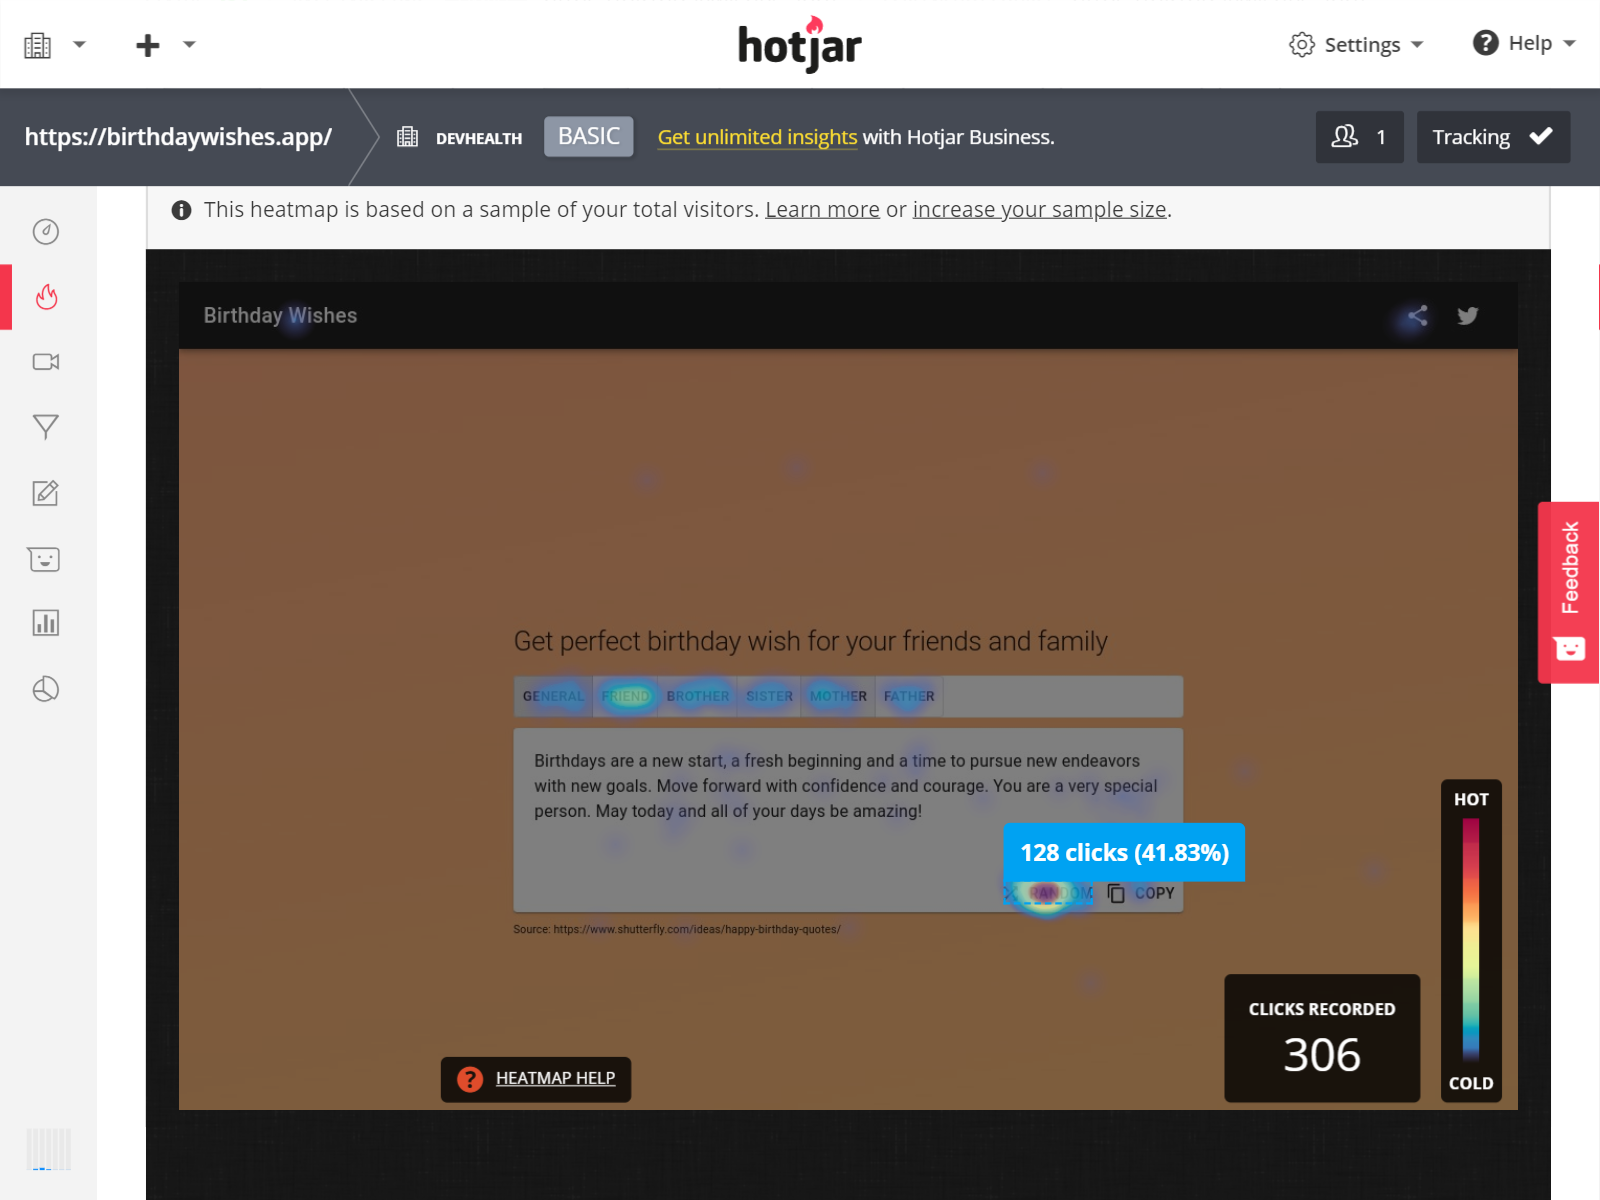 hotjar
Settings
Help
https://birthdaywishes.app/
DEVHEALTH
BASIC
Get unlimited insights with Hotjar Business.
1
Tracking
This heatmap is based on a sample of your total visitors. Learn more or increase your sample size.
Birthday Wishes
Get perfect birthday wish for your friends and family
GENERAL FRIEND BROTHER SISTER MOTHER FATHER
Birthdays are a new start, a fresh beginning and a time to pursue new endeavors
with new goals. Move forward with confidence and courage. You are a very special
person. May today and all of your days be amazing!
128 clicks (41.83%)
RANDOM COPY
Source: https://www.shutterfly.com/ideas/happy-birthday-quotes/
Feedback
HOT
COLD
CLICKS RECORDED
306
HEATMAP HELP